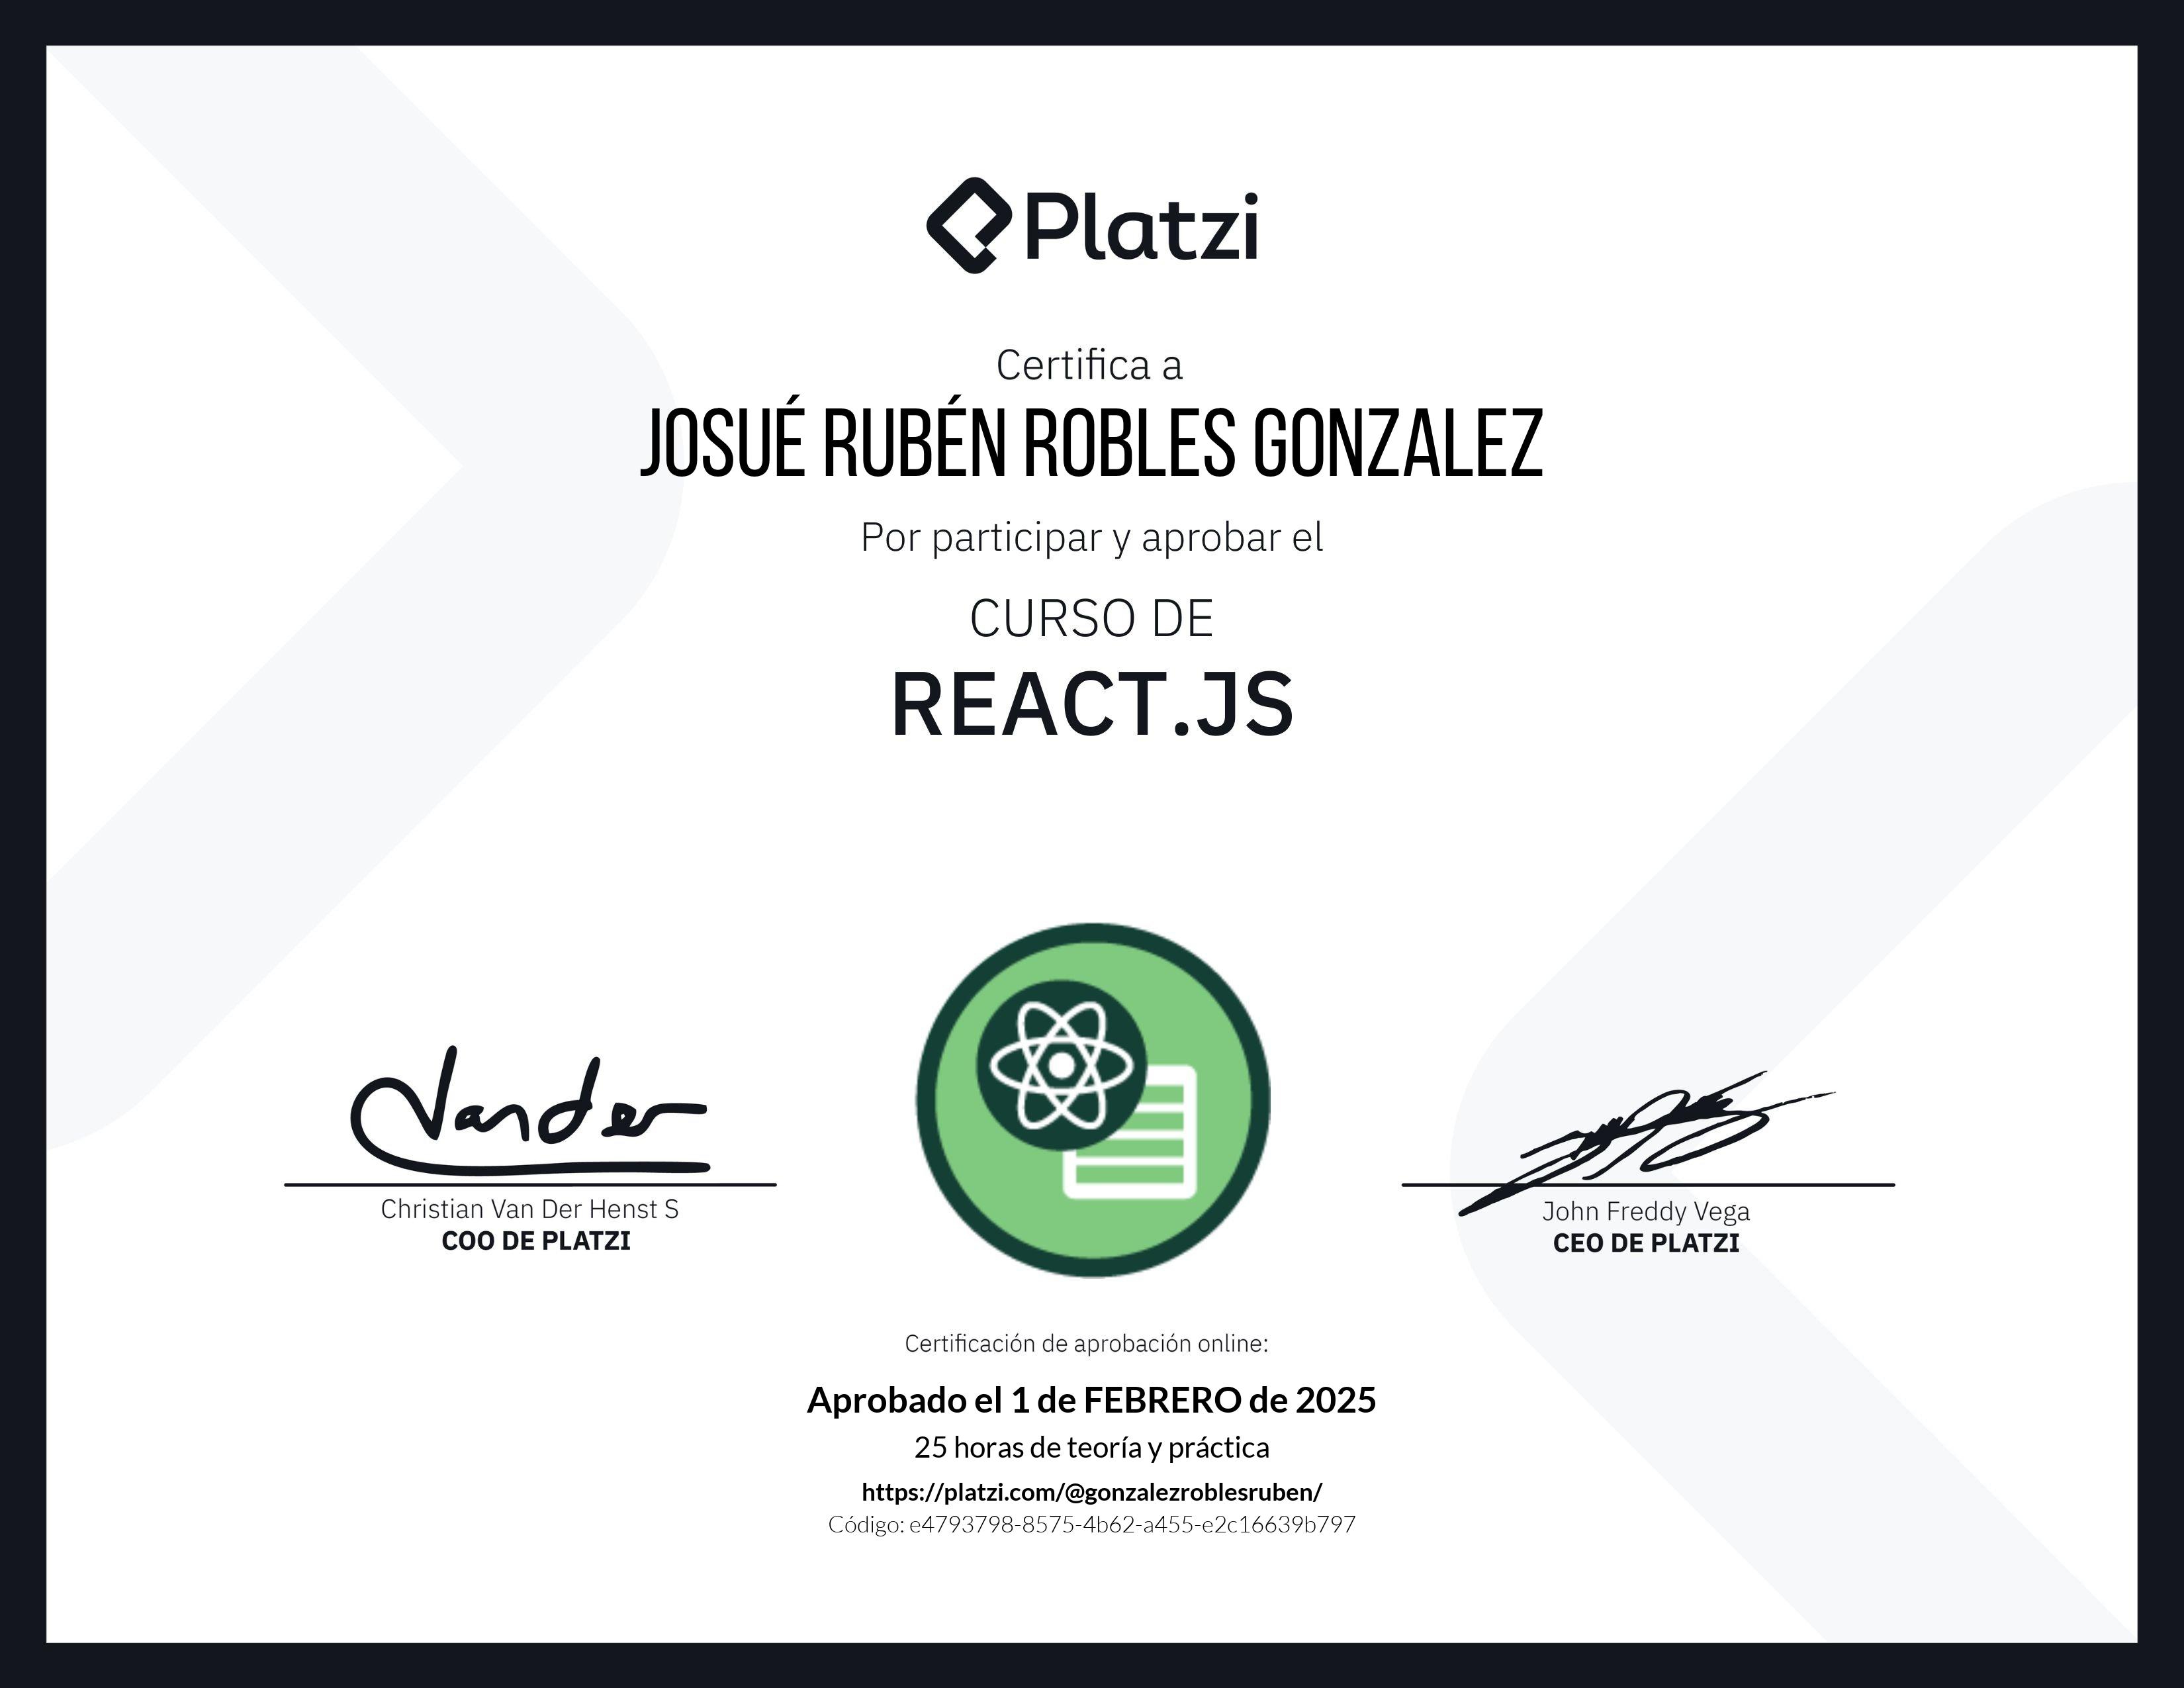 Platzi
Certifica a
JOSUÉ RUBÉN ROBLES GONZALEZ
Por participar y aprobar el
CURSO DE
REACT.JS
Vander
Christian Van Der Henst S
COO DE PLATZI
John Freddy Vega
CEO DE PLATZI
Certificación de aprobación online:
Aprobado el 1 de FEBRERO de 2025
25 horas de teoría y práctica
https://platzi.com/@gonzalezroblesruben/
Código: e4793798-8575-4b62-a455-e2c16639b797